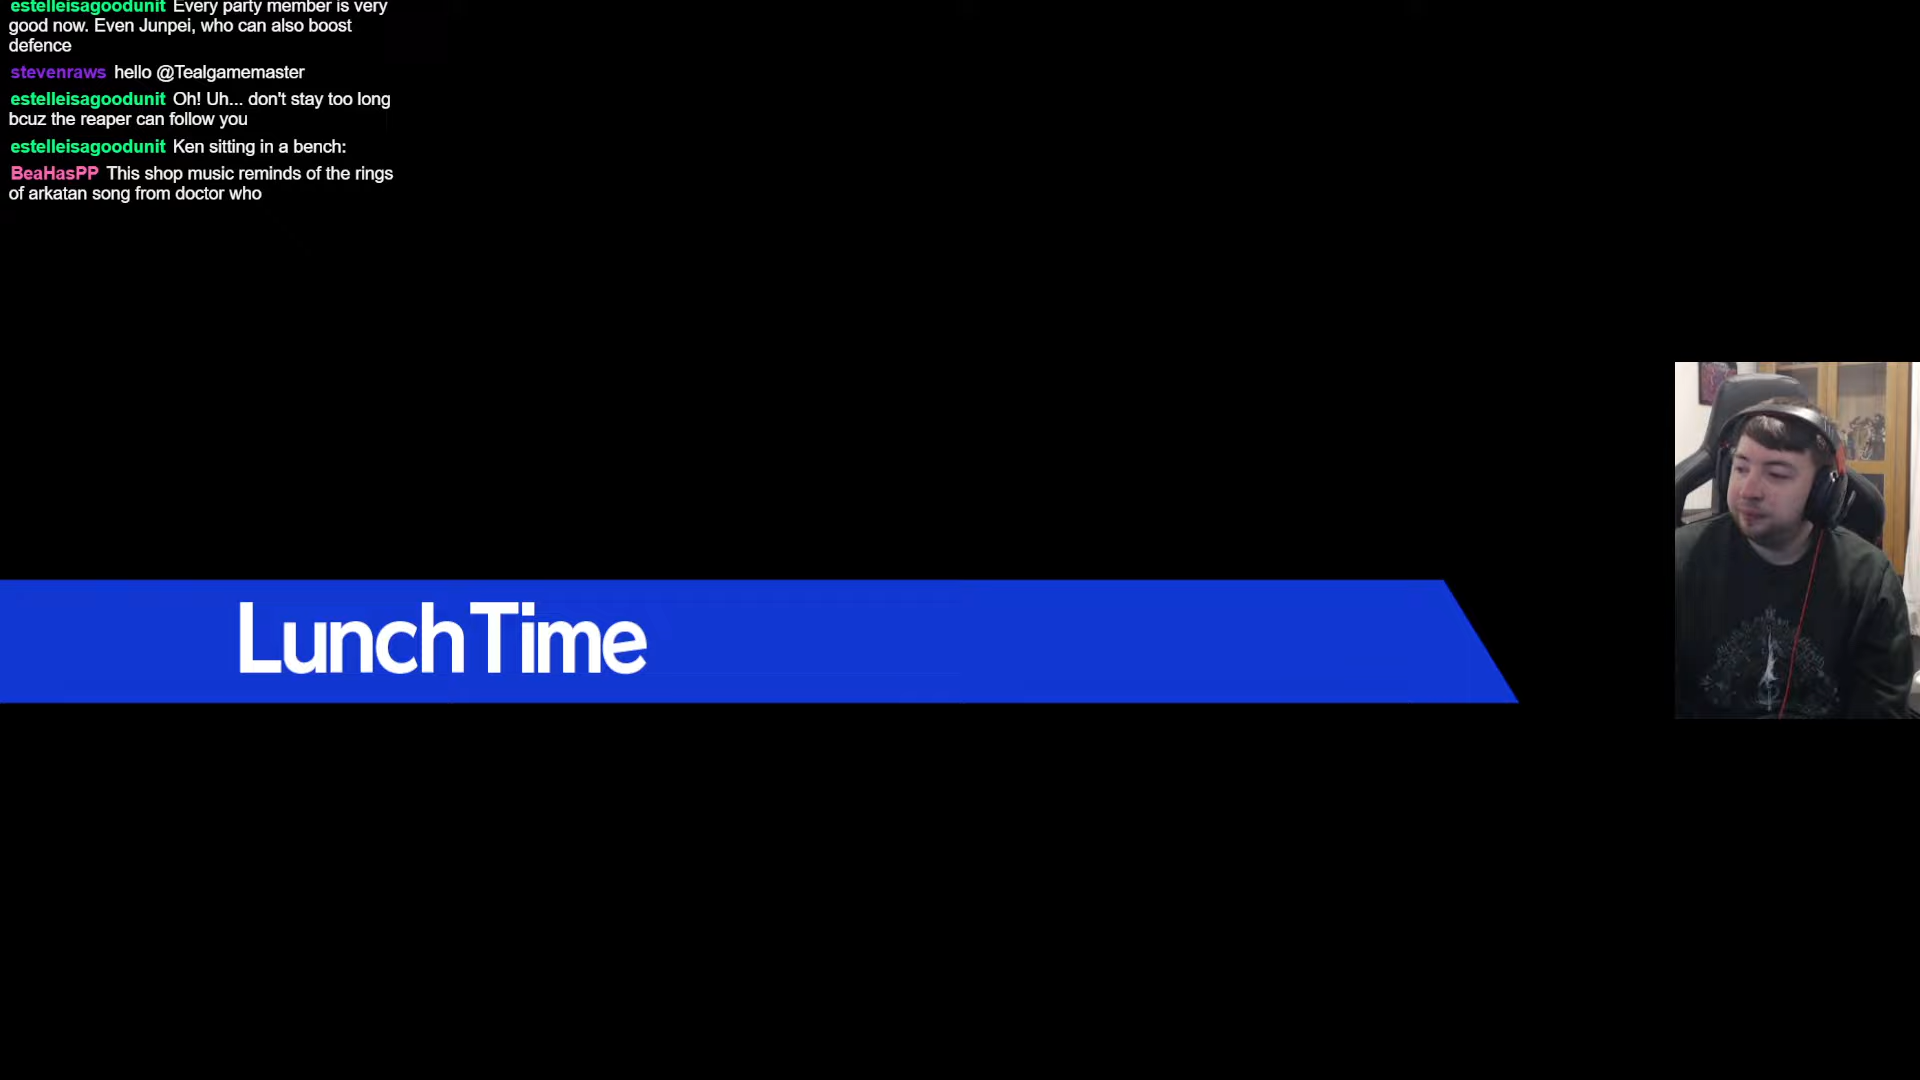 estelleisagoodunit Every party member is very
good now. Even Junpei, who can also boost
defence
stevenraws hello @Tealgamemaster
estelleisagoodunit Oh! Uh... don't stay too long
bcuz the reaper can follow you
estelleisagoodunit Ken sitting in a bench:
BeaHasPP This shop music reminds of the rings
of arkatan song from doctor who
Lunch Time